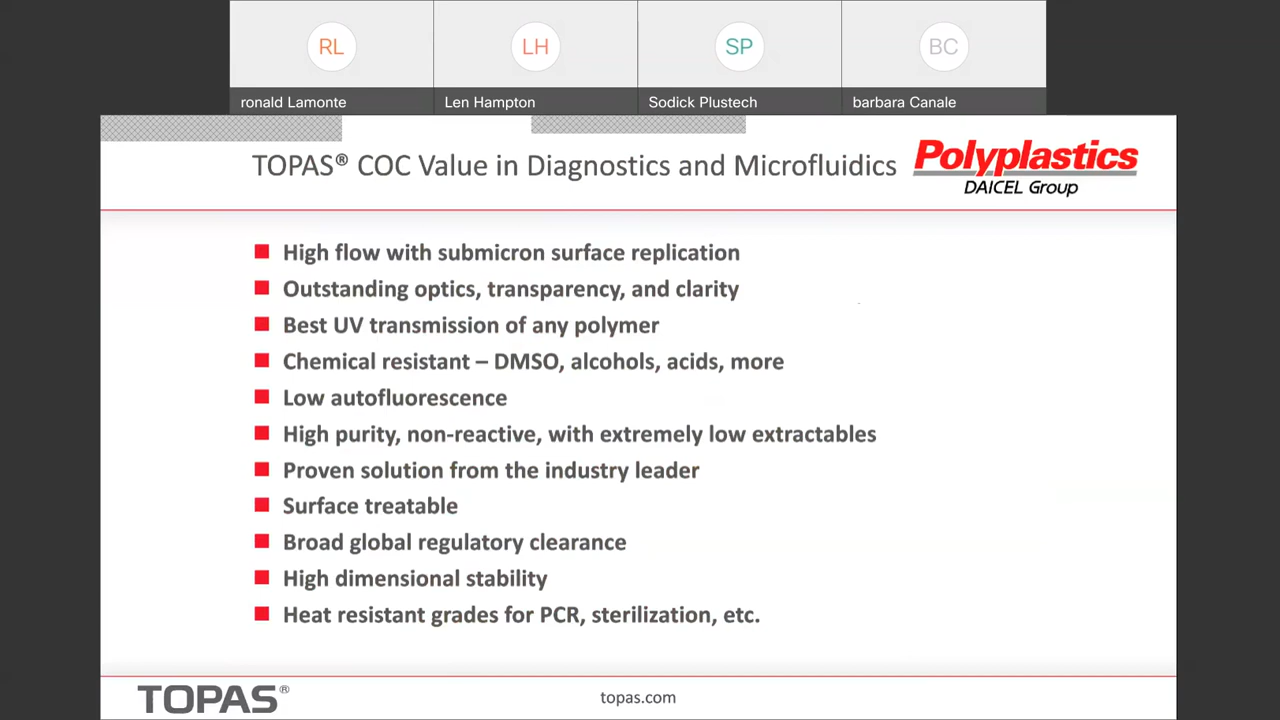 RL
LH
SP
BC
ronald Lamonte
Len Hampton
Sodick Plustech
barbara Canale
TOPAS® COC Value in Diagnostics and Microfluidics
Polyplastics
DAICEL Group
High flow with submicron surface replication
Outstanding optics, transparency, and clarity
Best UV transmission of any polymer
Chemical resistant – DMSO, alcohols, acids, more
Low autofluorescence
High purity, non-reactive, with extremely low extractables
Proven solution from the industry leader
Surface treatable
Broad global regulatory clearance
High dimensional stability
Heat resistant grades for PCR, sterilization, etc.
TOPAS®
topas.com